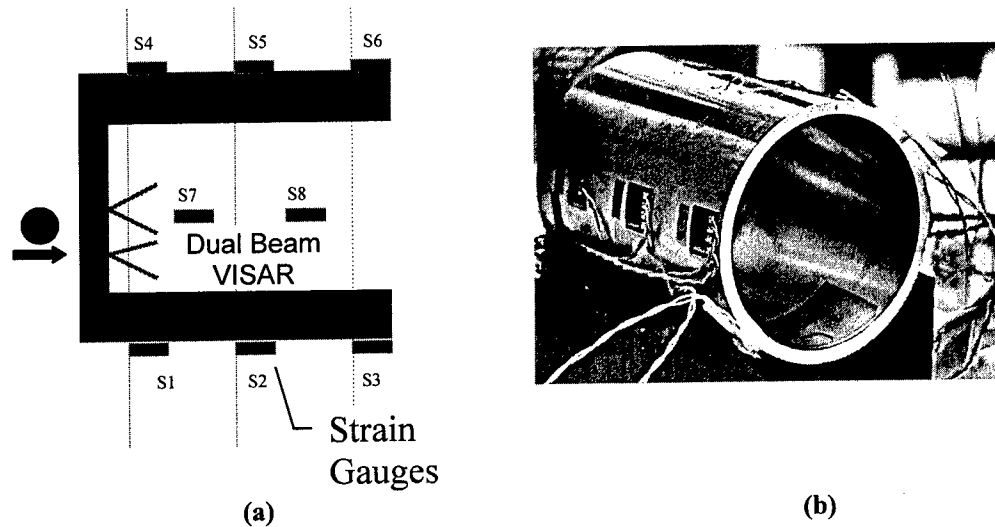 S4
S5
S6
S7
S8
Dual Beam
VISAR
S1
S2
S3
Strain
Gauges
(a)
(b)